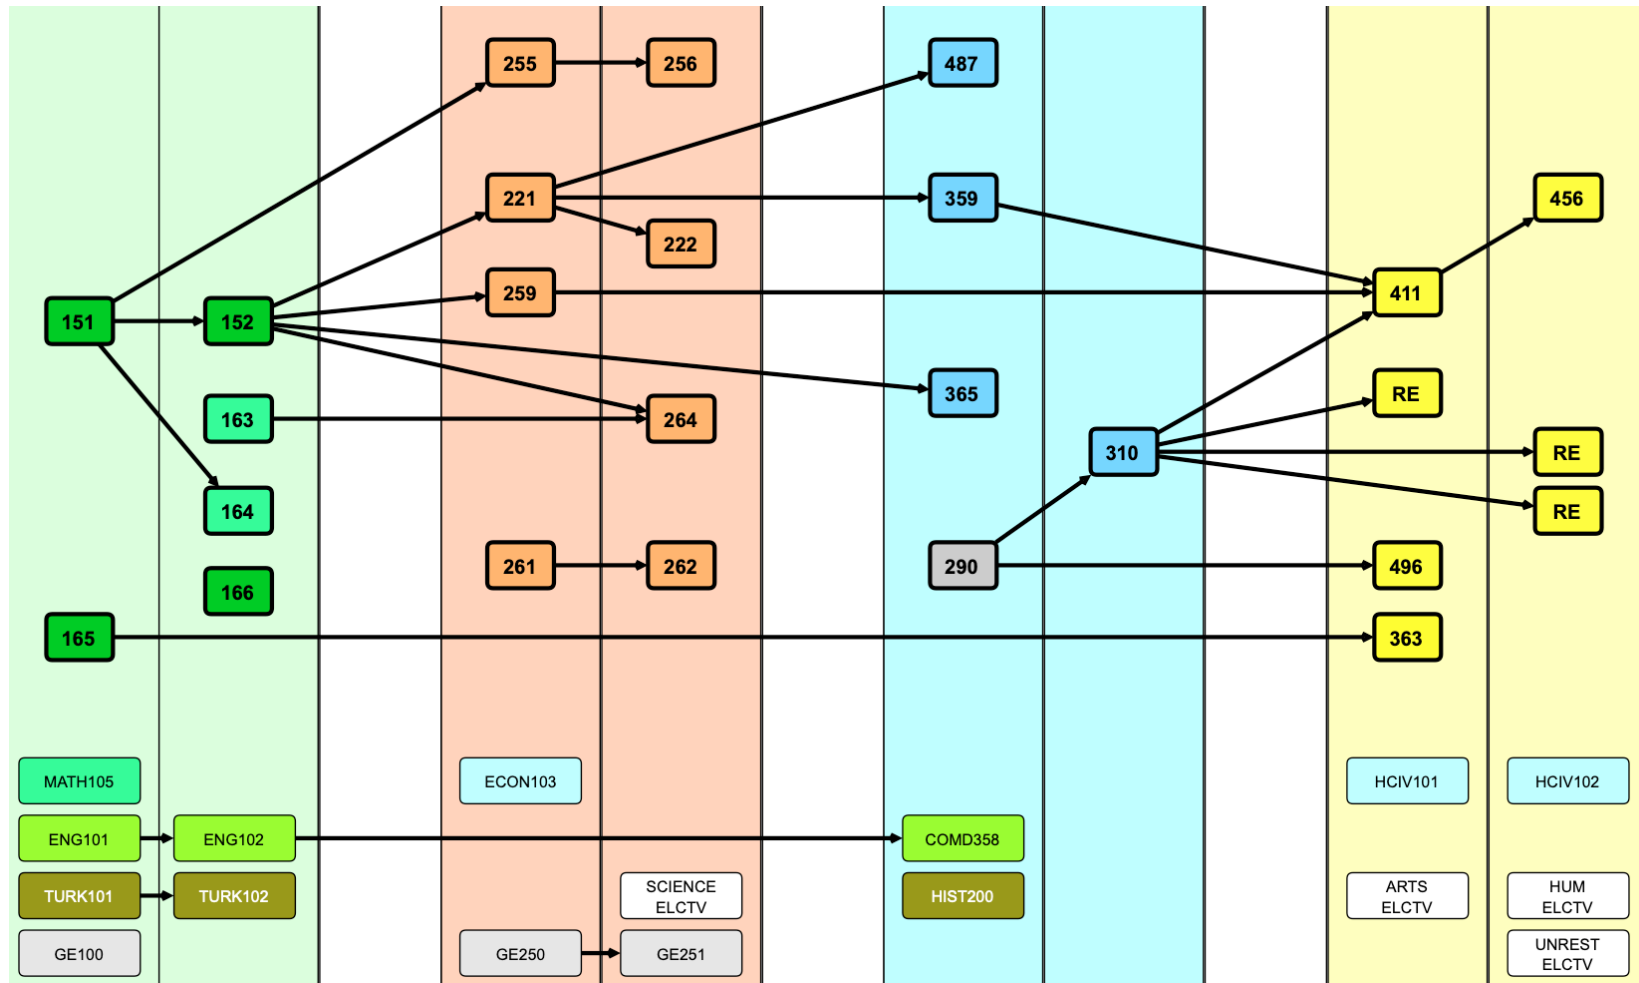 255
256
487
221
359
456
222
259
411
151
152
365
RE
163
264
310
RE
164
RE
261
262
290
496
166
165
363
MATH105
ECON103
HCIV101
HCIV102
ENG101
ENG102
COMD358
TURK101
TURK102
SCIENCE
ELCTV
HIST200
ARTS
ELCTV
HUM
ELCTV
GE100
GE250
GE251
UNREST
ELCTV